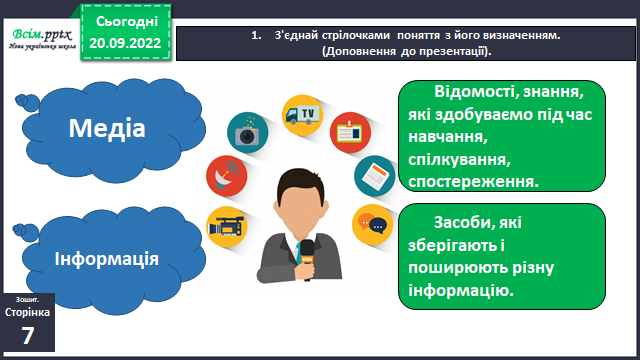 Всім.pptx
Нова українська школа
Сьогодні
20.09.2022
1. З'єднай стрілочками поняття з його визначенням.
(Доповнення до презентації).
Медіа
Відомості, знання,
які здобуваємо під час
навчання,
спілкування,
спостереження.
TV
NEWS
Інформація
Засоби, які
зберігають і
поширюють різну
інформацію.
Зошит.
Сторінка
7